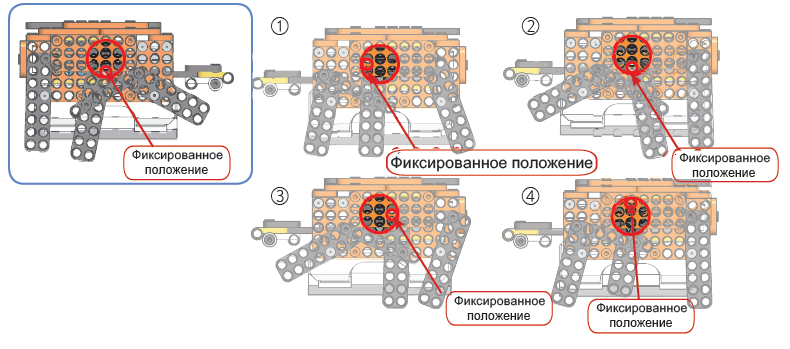 ①
②
Фиксированное
положение
Фиксированное положение
Фиксированное
положение
③
④
Фиксированное
положение
Фиксированное
положение